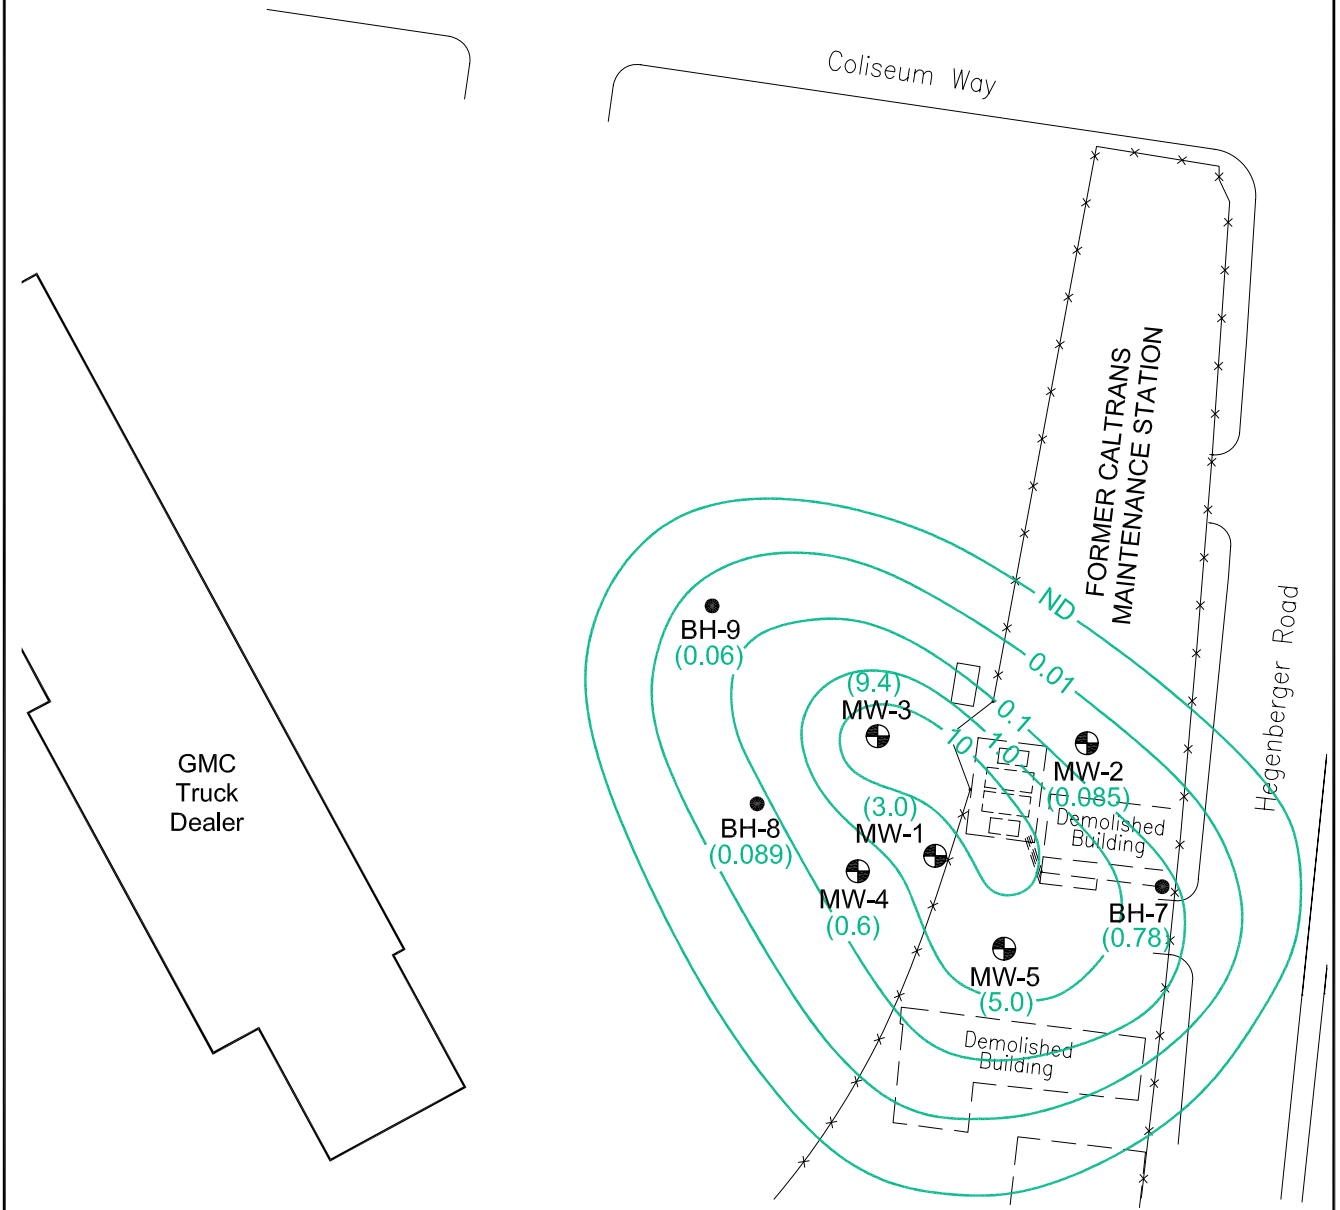 Coliseum Way
FORMER CALTRANS
MAINTENANCE STATION
Hegenberger Road
ND
0.01
0.1
1.0
10
BH-9
(0.06)
(9.4)
MW-3
MW-2
(0.085)
Demolished
Building
GMC
Truck
Dealer
BH-8
(0.089)
(3.0)
MW-1
MW-4
(0.6)
BH-7
(0.78)
MW-5
(5.0)
Demolished
Building